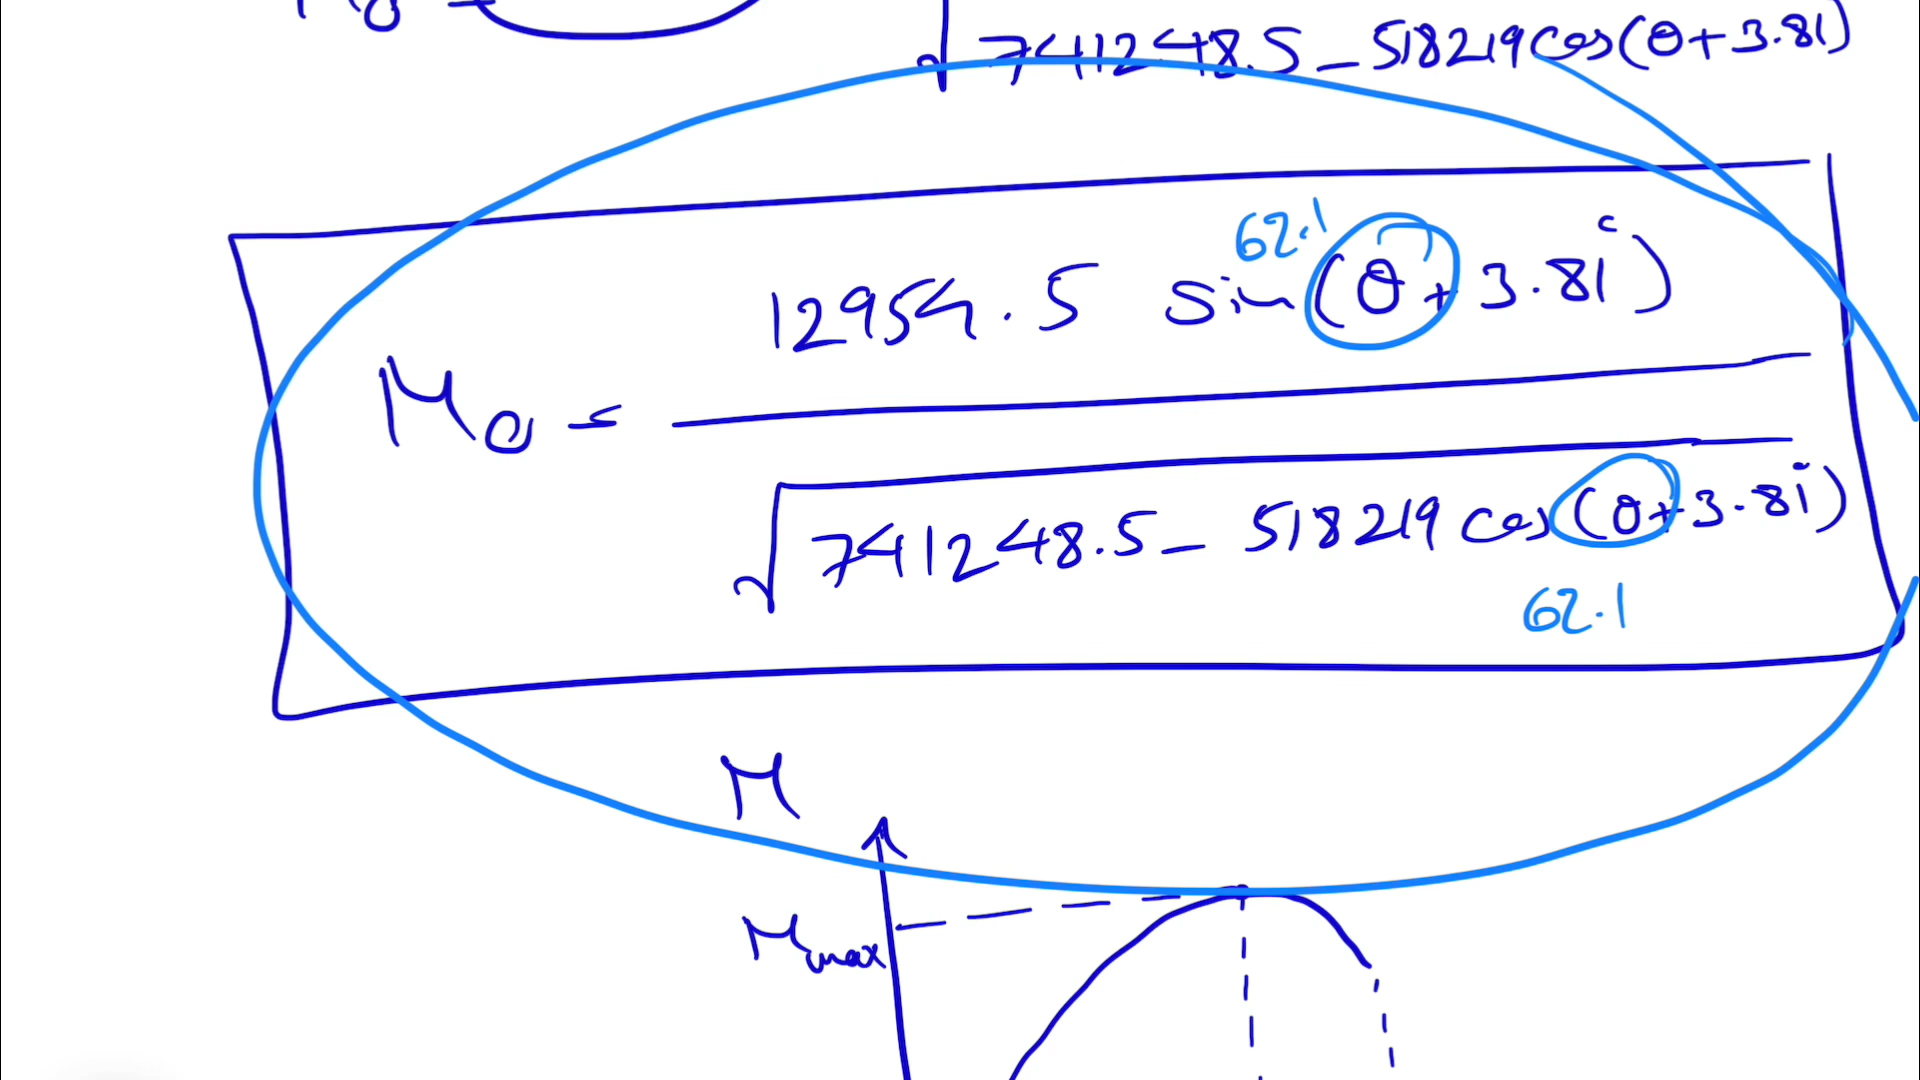 √741248.5 – 518219 cos(θ + 3.81)
62.1
12954.5 sin(θ + 3.81°)
M₀ =
√741248.5 – 518219 cos(θ + 3.81°)
62.1
M
Mmax